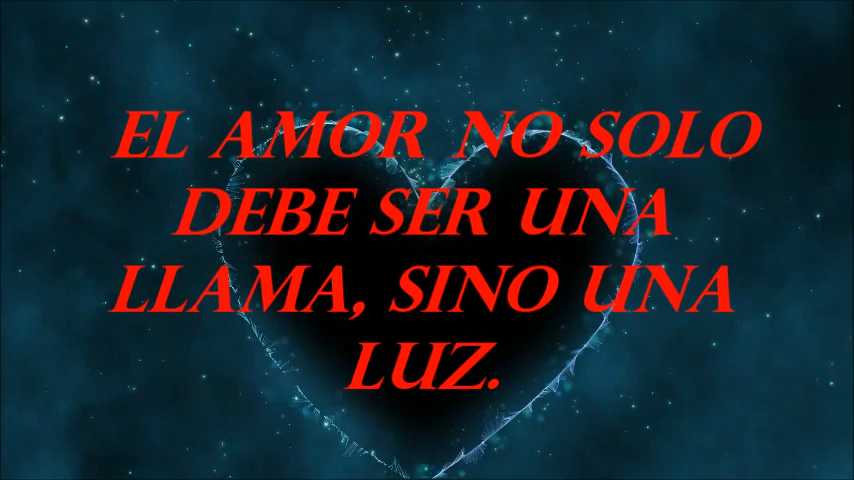 EL AMOR NO SOLO
DEBE SER UNA
LLAMA, SINO UNA
LUZ.